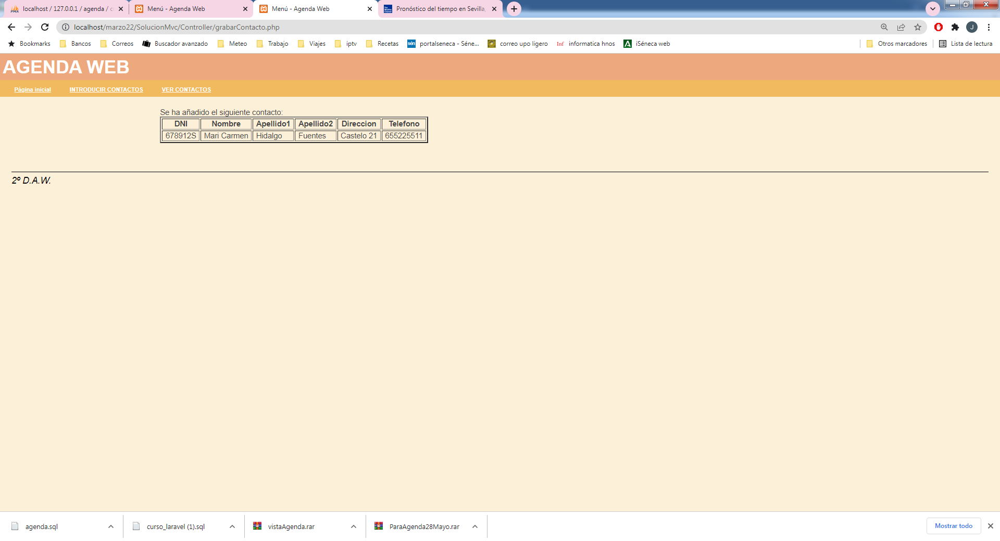 localhost / 127.0.0.1 / agenda / c
Menú - Agenda Web
Menú - Agenda Web
Pronóstico del tiempo en Sevilla,
localhost/marzo22/SolucionMvc/Controller/grabarContacto.php
J
Bookmarks Bancos Correos Buscador avanzado Meteo Trabajo Viajes iptv Recetas sén portalseneca - Séne... correo upo ligero Inf informatica hnos iSéneca web Otros marcadores Lista de lectura
AGENDA WEB
Página inicial INTRODUCIR CONTACTOS VER CONTACTOS
Se ha añadido el siguiente contacto:
DNI Nombre Apellido1 Apellido2 Direccion Telefono
678912S Mari Carmen Hidalgo Fuentes Castelo 21 655225511
2º D.A.W.
agenda.sql curso_laravel (1).sql vistaAgenda.rar ParaAgenda28Mayo.rar Mostrar todo